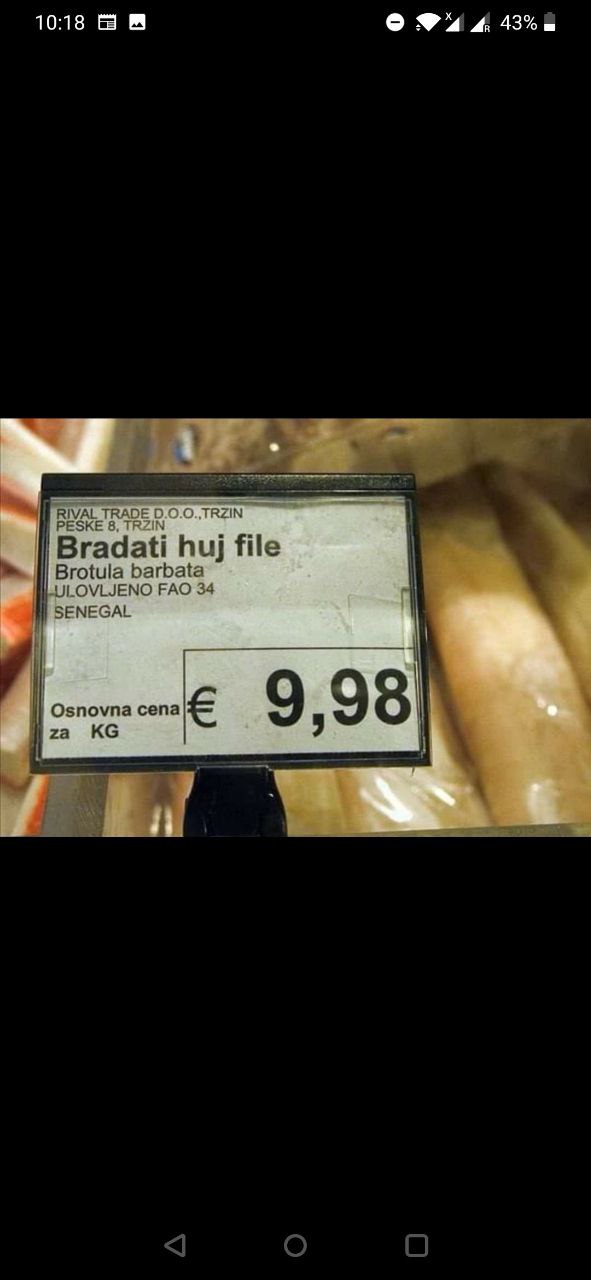 10:18
X
R
43%
RIVAL TRADE D.O.O.,TRZIN
PESKE 8, TRZIN
Bradati huj file
Brotula barbata
ULOVLJENO FAO 34
SENEGAL
Osnovna cena
za KG
€ 9,98